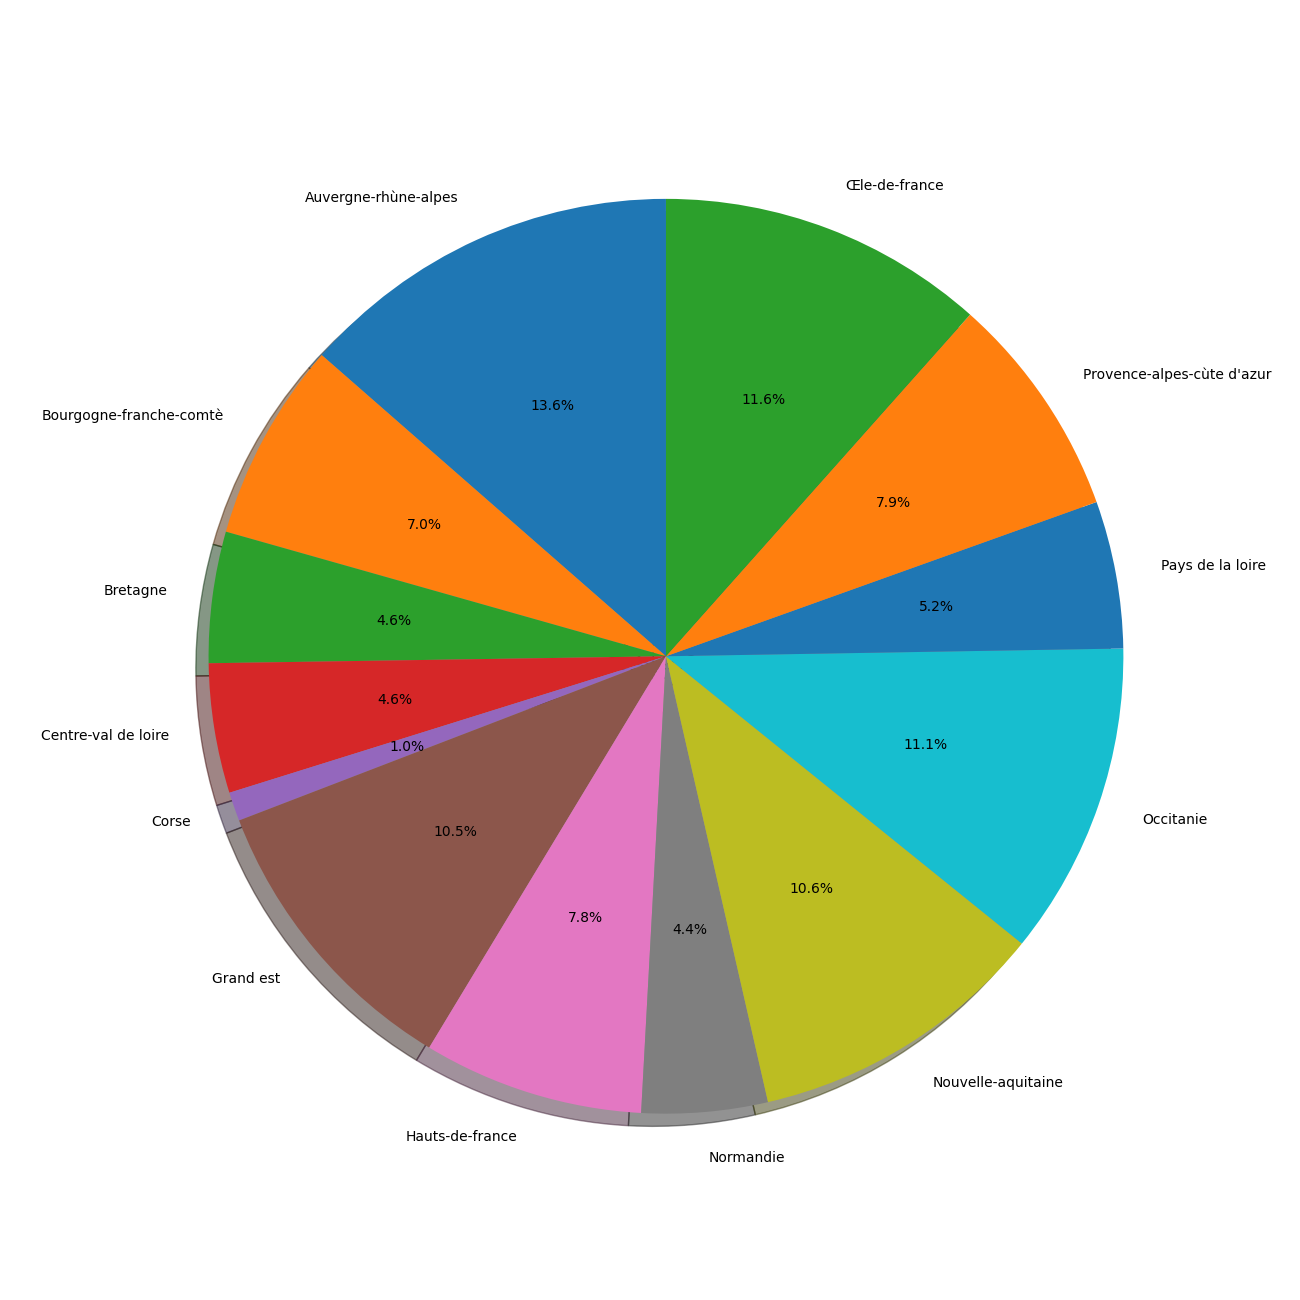 Œle-de-france
Auvergne-rhùne-alpes
Provence-alpes-cùte d'azur
11.6%
13.6%
Bourgogne-franche-comtè
7.9%
7.0%
Pays de la loire
Bretagne
5.2%
4.6%
4.6%
Centre-val de loire
11.1%
1.0%
Corse
Occitanie
10.5%
10.6%
7.8%
4.4%
Grand est
Nouvelle-aquitaine
Hauts-de-france
Normandie